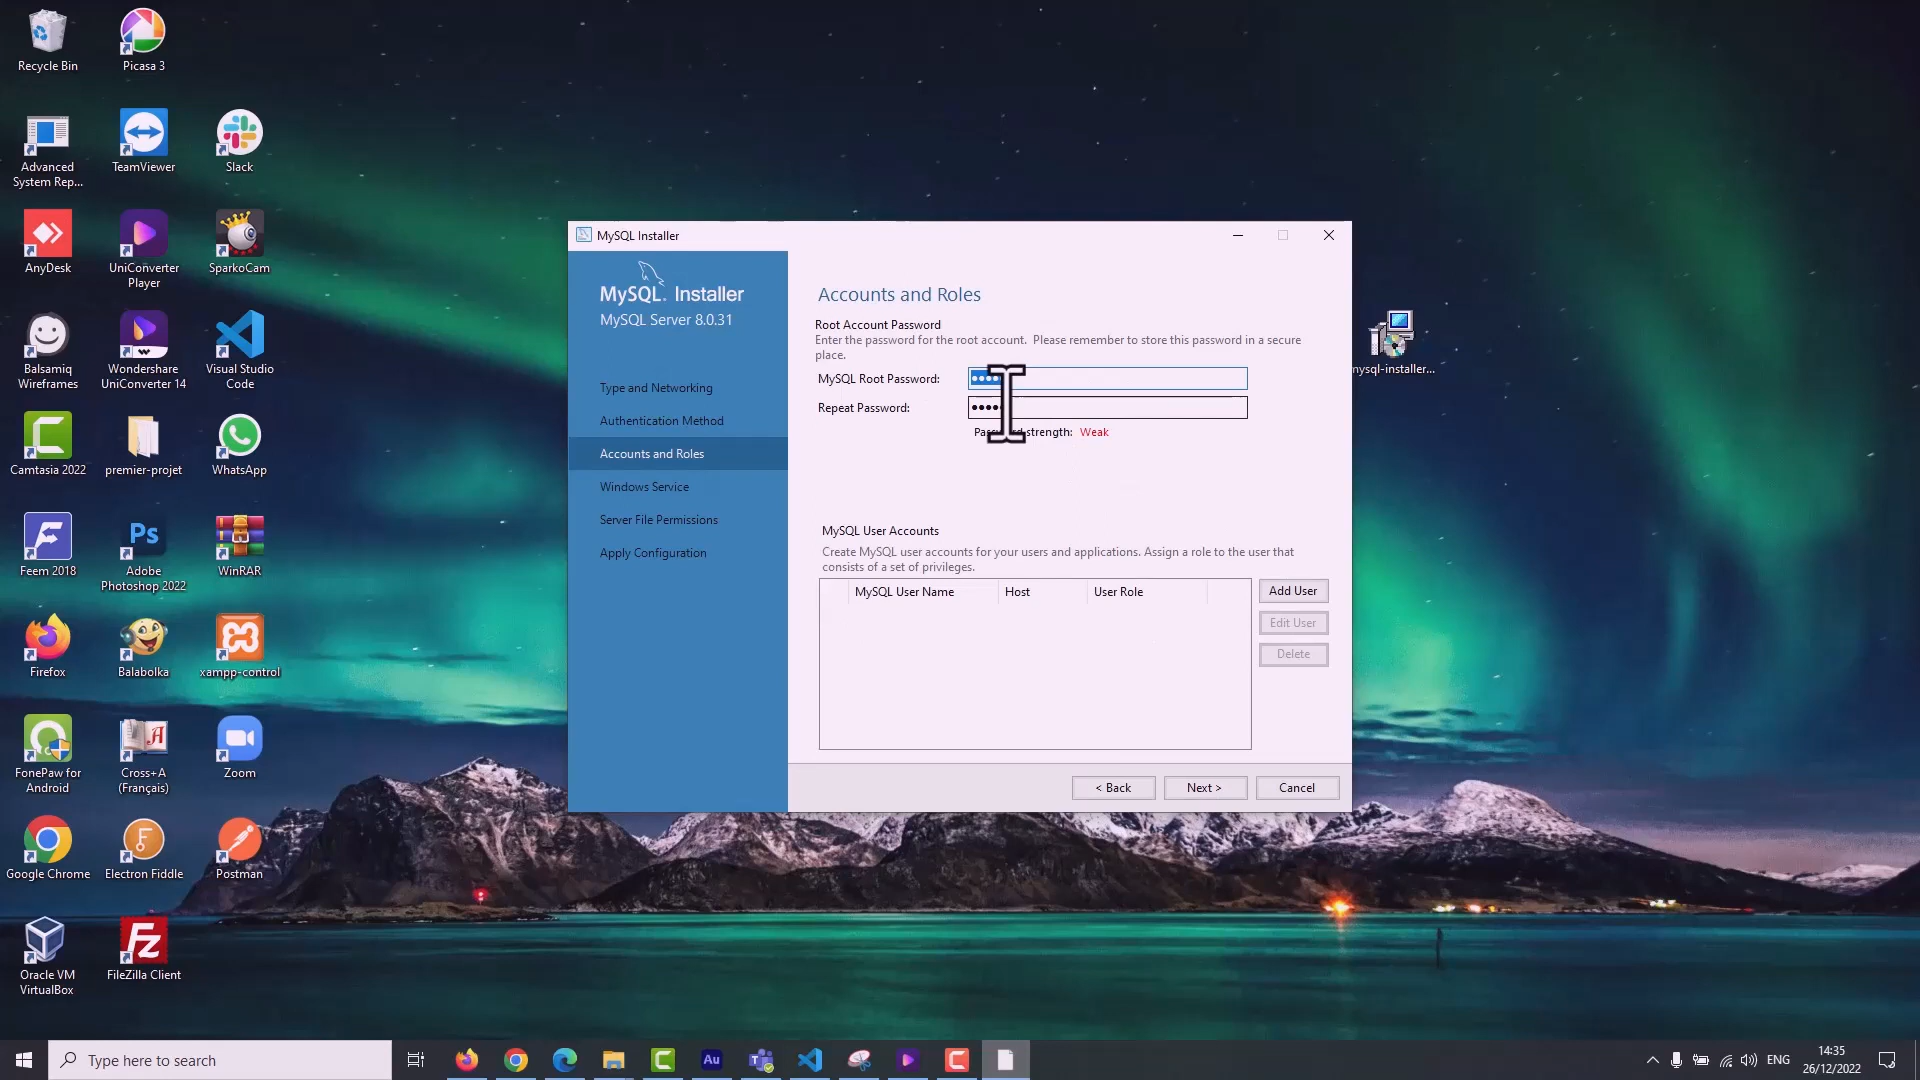 Recycle Bin
Picasa 3
Advanced
System Rep...
TeamViewer
Slack
AnyDesk
UniConverter
Player
SparkoCam
Balsamiq
Wireframes
Wondershare
UniConverter 14
Visual Studio
Code
Camtasia 2022
premier-projet
WhatsApp
Feem 2018
Ps
Adobe
Photoshop 2022
WinRAR
Firefox
Balabolka
xampp-control
FonePaw for
Android
Cross+A
(Français)
Zoom
Google Chrome
Electron Fiddle
Postman
Oracle VM
VirtualBox
FileZilla Client
MySQL Installer
MySQL. Installer
MySQL Server 8.0.31
Type and Networking
Authentication Method
Accounts and Roles
Windows Service
Server File Permissions
Apply Configuration
Accounts and Roles
Root Account Password
Enter the password for the root account. Please remember to store this password in a secure
place.
MySQL Root Password:
Repeat Password:
strength: Weak
MySQL User Accounts
Create MySQL user accounts for your users and applications. Assign a role to the user that
consists of a set of privileges.
MySQL User Name Host User Role
Add User
Edit User
Delete
< Back Next > Cancel
mysql-installer...
Type here to search
Au
ENG
14:35
26/12/2022